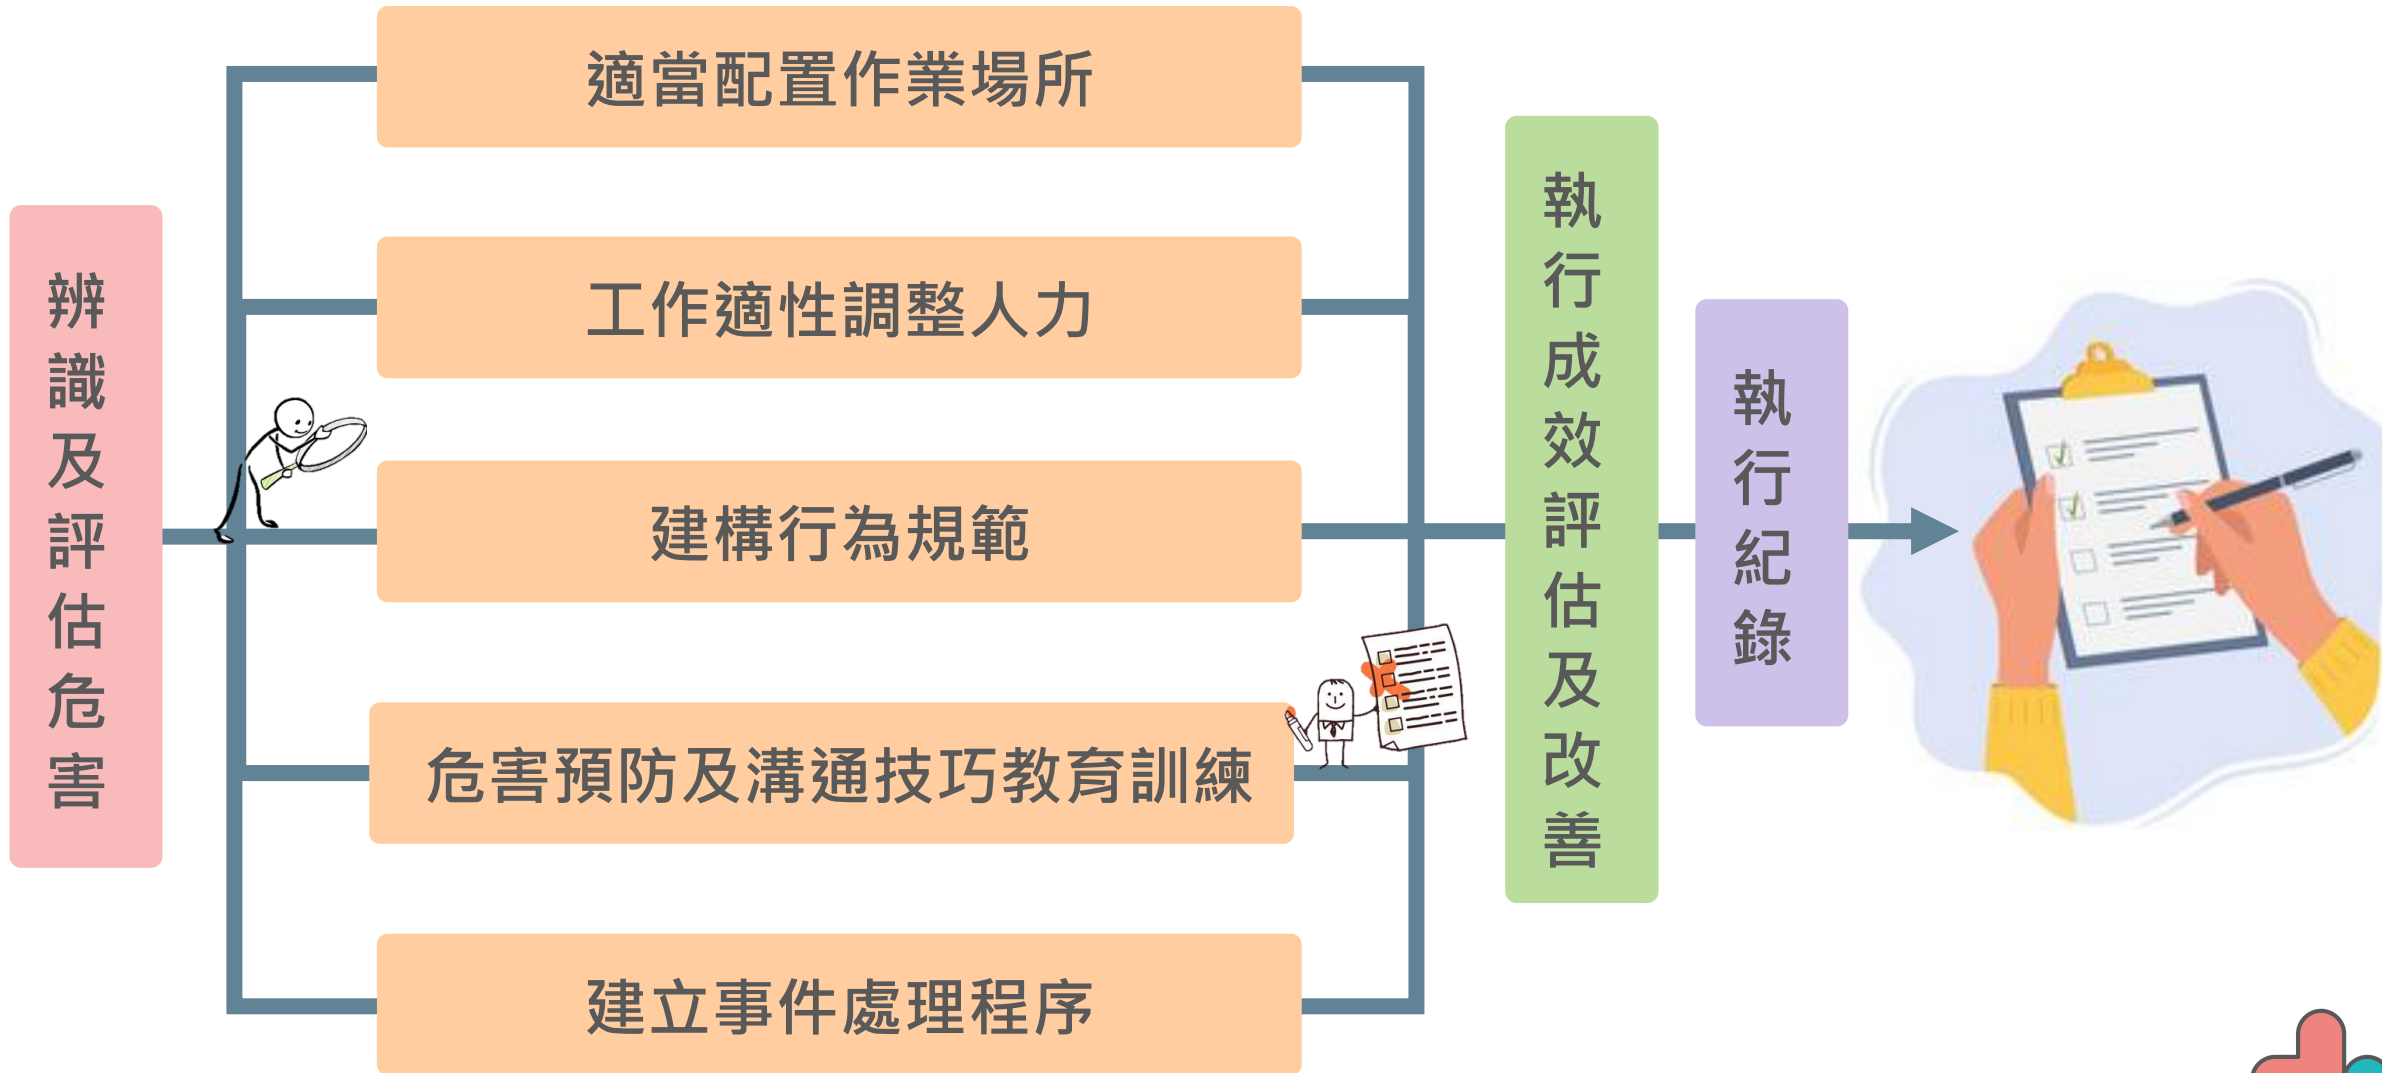 辨識及評估危害
適當配置作業場所
工作適性調整人力
建構行為規範
危害預防及溝通技巧教育訓練
建立事件處理程序
執行成效評估及改善
執行紀錄